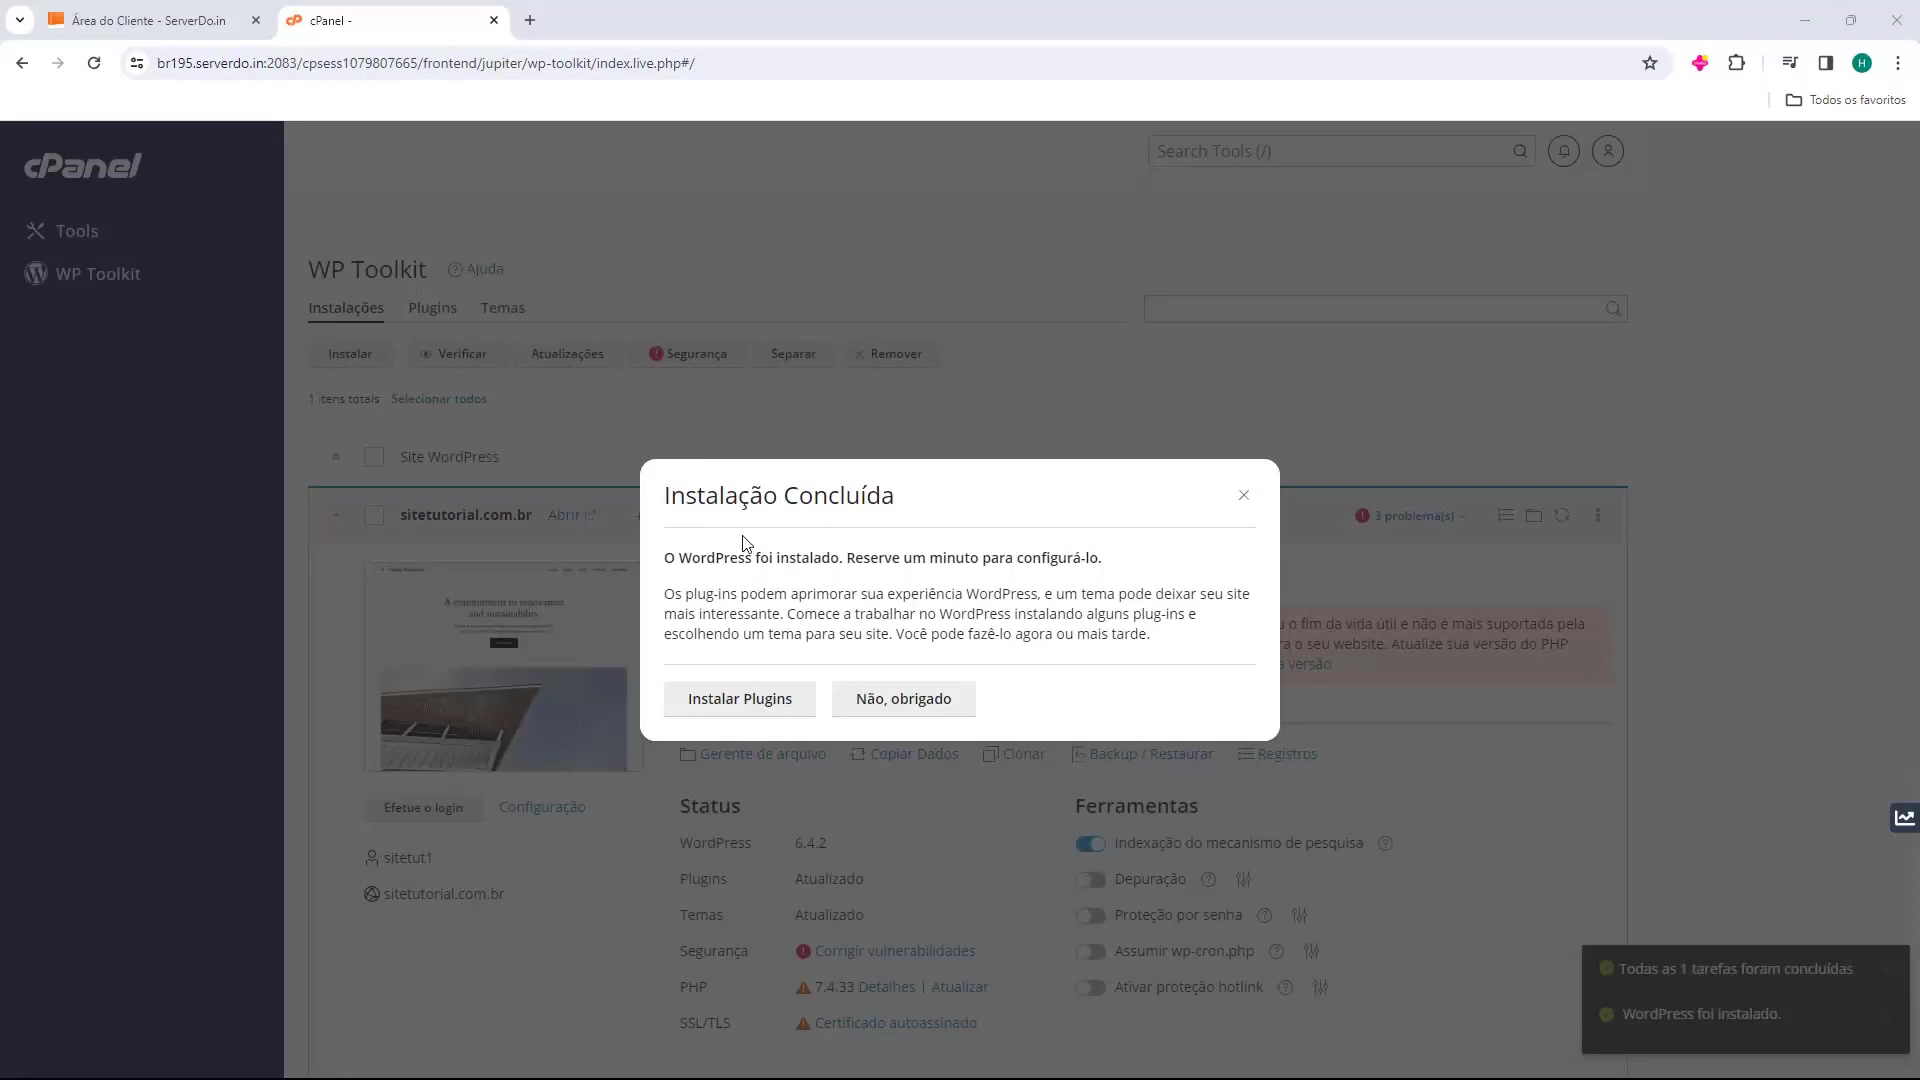 Área do Cliente - ServerDo.in
cPanel -
br195.serverdo.in:2083/cpsess1079807665/frontend/jupiter/wp-toolkit/index.live.php#/
H
Todos os favoritos
cPanel
Search Tools (/)
Tools
WP Toolkit
WP Toolkit
Ajuda
Instalações
Plugins
Temas
Instalar
Verificar
Atualizações
Segurança
Separar
Remover
1 itens totais
Selecionar todos
Site WordPress
sitetutorial.com.br
Abrir
3 problema(s)
Instalação Concluída
O WordPress foi instalado. Reserve um minuto para configurá-lo.
Os plug-ins podem aprimorar sua experiência WordPress, e um tema pode deixar seu site
mais interessante. Comece a trabalhar no WordPress instalando alguns plug-ins e
escolhendo um tema para seu site. Você pode fazê-lo agora ou mais tarde.
Instalar Plugins
Não, obrigado
A commitment to innovation
and sustainability
o fim da vida útil e não é mais suportada pela
o seu website. Atualize sua versão do PHP
versão
Gerente de arquivo
Copiar Dados
Clonar
Backup / Restaurar
Registros
Efetue o login
Configuração
sitetut1
sitetutorial.com.br
Status
WordPress 6.4.2
Plugins Atualizado
Temas Atualizado
Segurança Corrigir vulnerabilidades
PHP 7.4.33 Detalhes | Atualizar
SSL/TLS Certificado autoassinado
Ferramentas
Indexação do mecanismo de pesquisa
Depuração
Proteção por senha
Assumir wp-cron.php
Ativar proteção hotlink
Todas as 1 tarefas foram concluídas
WordPress foi instalado.